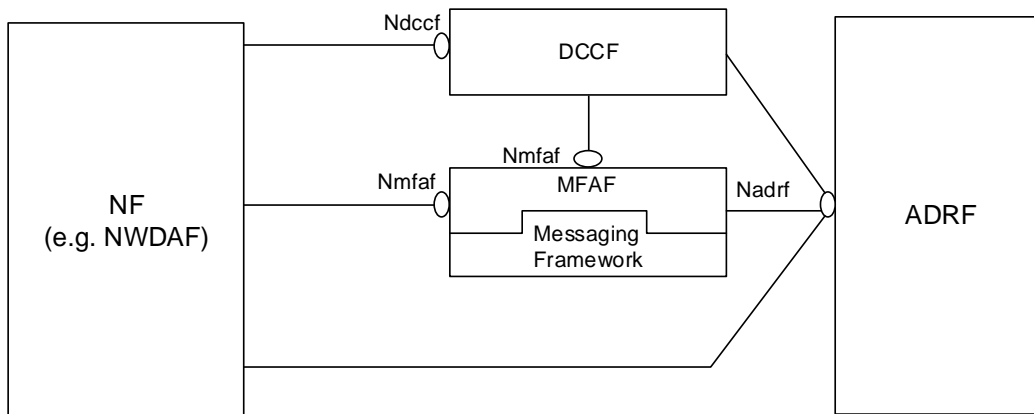 Ndccf
DCCF
Nmfaf
Nmfaf
MFAF
Nadrf
NF
(e.g. NWDAF)
Messaging
Framework
ADRF